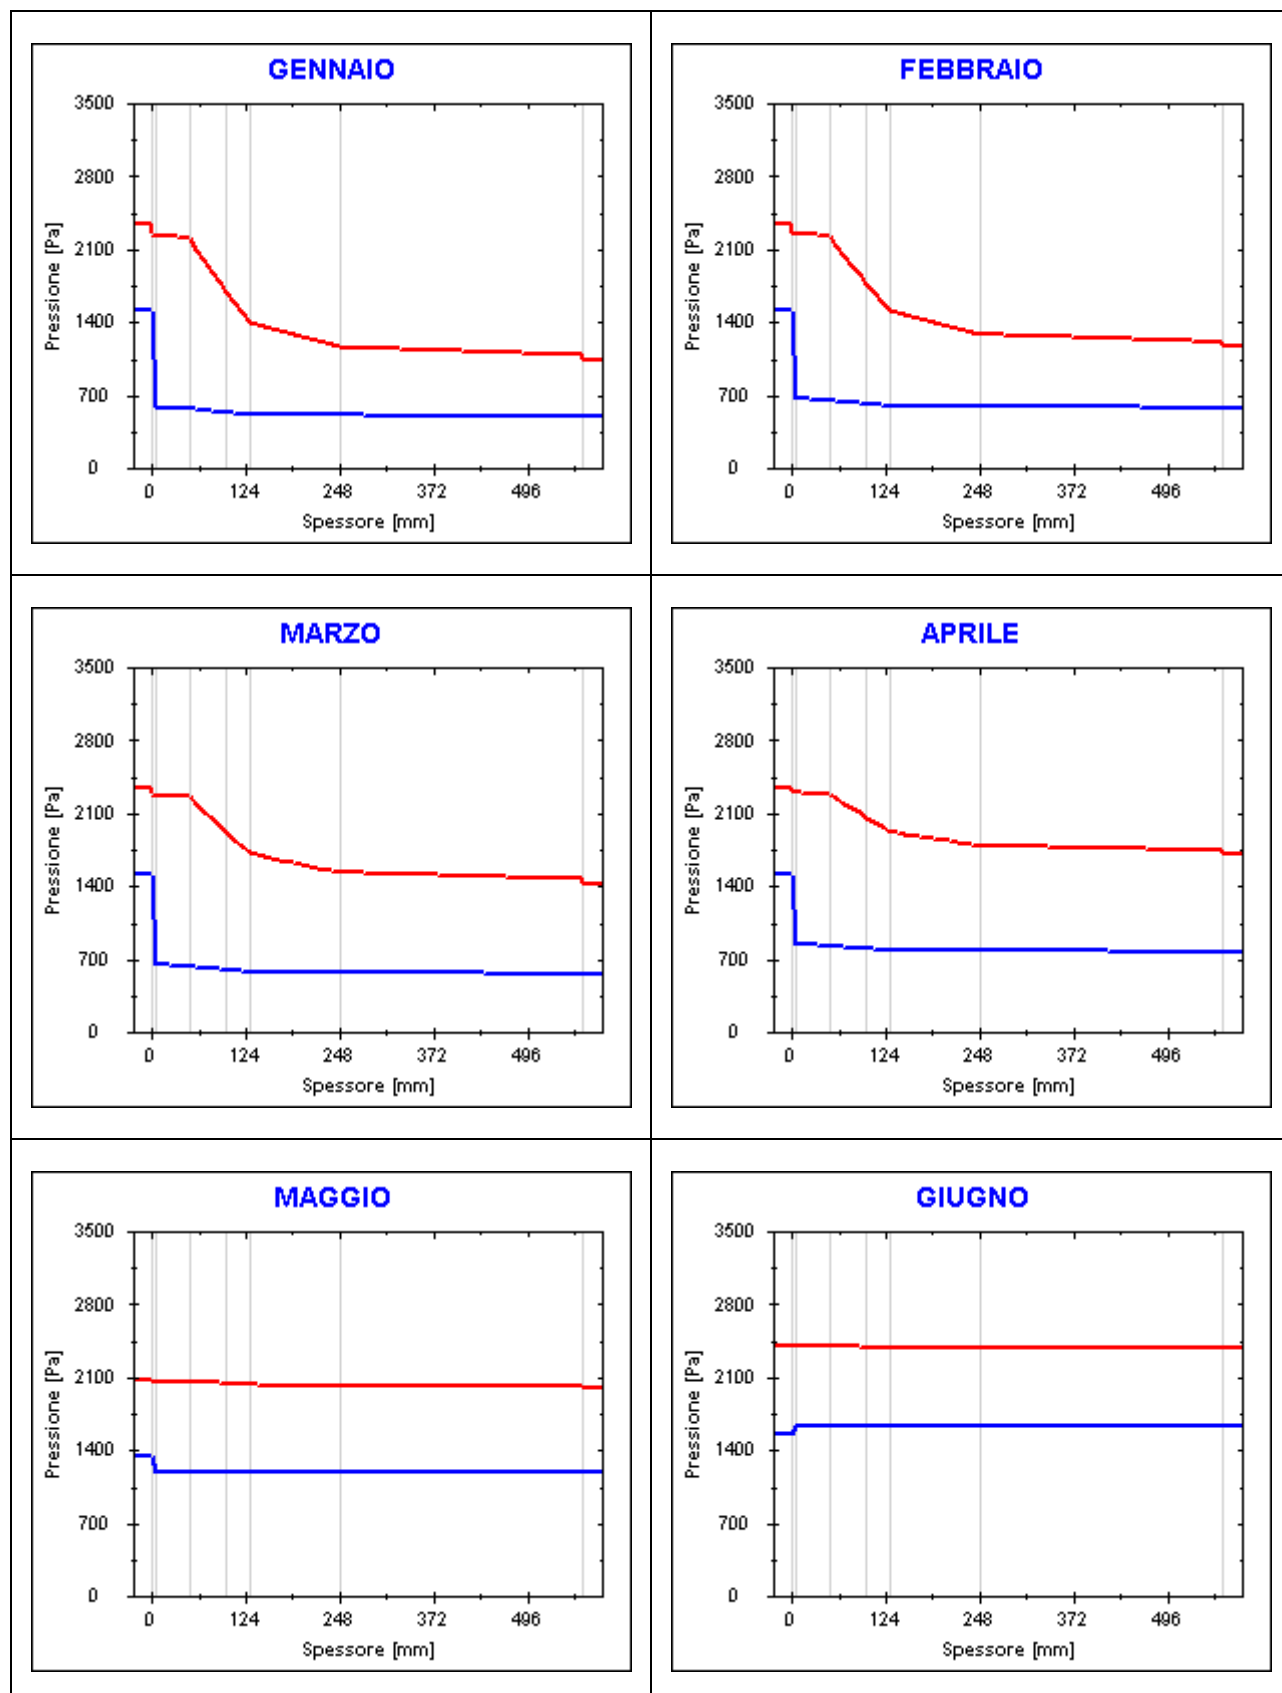 GENNAIO
3500
2800
2100
1400
700
0
Pressione [Pa]
0 124 248 372 496
Spessore [mm]
FEBBRAIO
3500
2800
2100
1400
700
0
Pressione [Pa]
0 124 248 372 496
Spessore [mm]
MARZO
3500
2800
2100
1400
700
0
Pressione [Pa]
0 124 248 372 496
Spessore [mm]
APRILE
3500
2800
2100
1400
700
0
Pressione [Pa]
0 124 248 372 496
Spessore [mm]
MAGGIO
3500
2800
2100
1400
700
0
Pressione [Pa]
0 124 248 372 496
Spessore [mm]
GIUGNO
3500
2800
2100
1400
700
0
Pressione [Pa]
0 124 248 372 496
Spessore [mm]